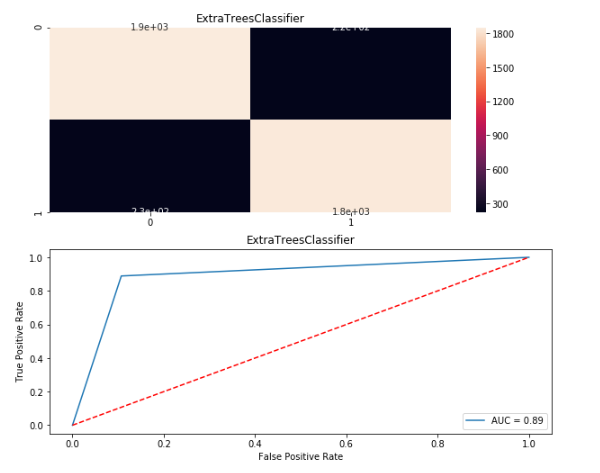 ExtraTreesClassifier
0
1.9e+03
2.2e+02
1800
1500
1200
900
600
300
1
2.3e+02
1.8e+03
0
1
ExtraTreesClassifier
1.0
0.8
0.6
0.4
0.2
0.0
True Positive Rate
AUC = 0.89
0.0
0.2
0.4
0.6
0.8
1.0
False Positive Rate